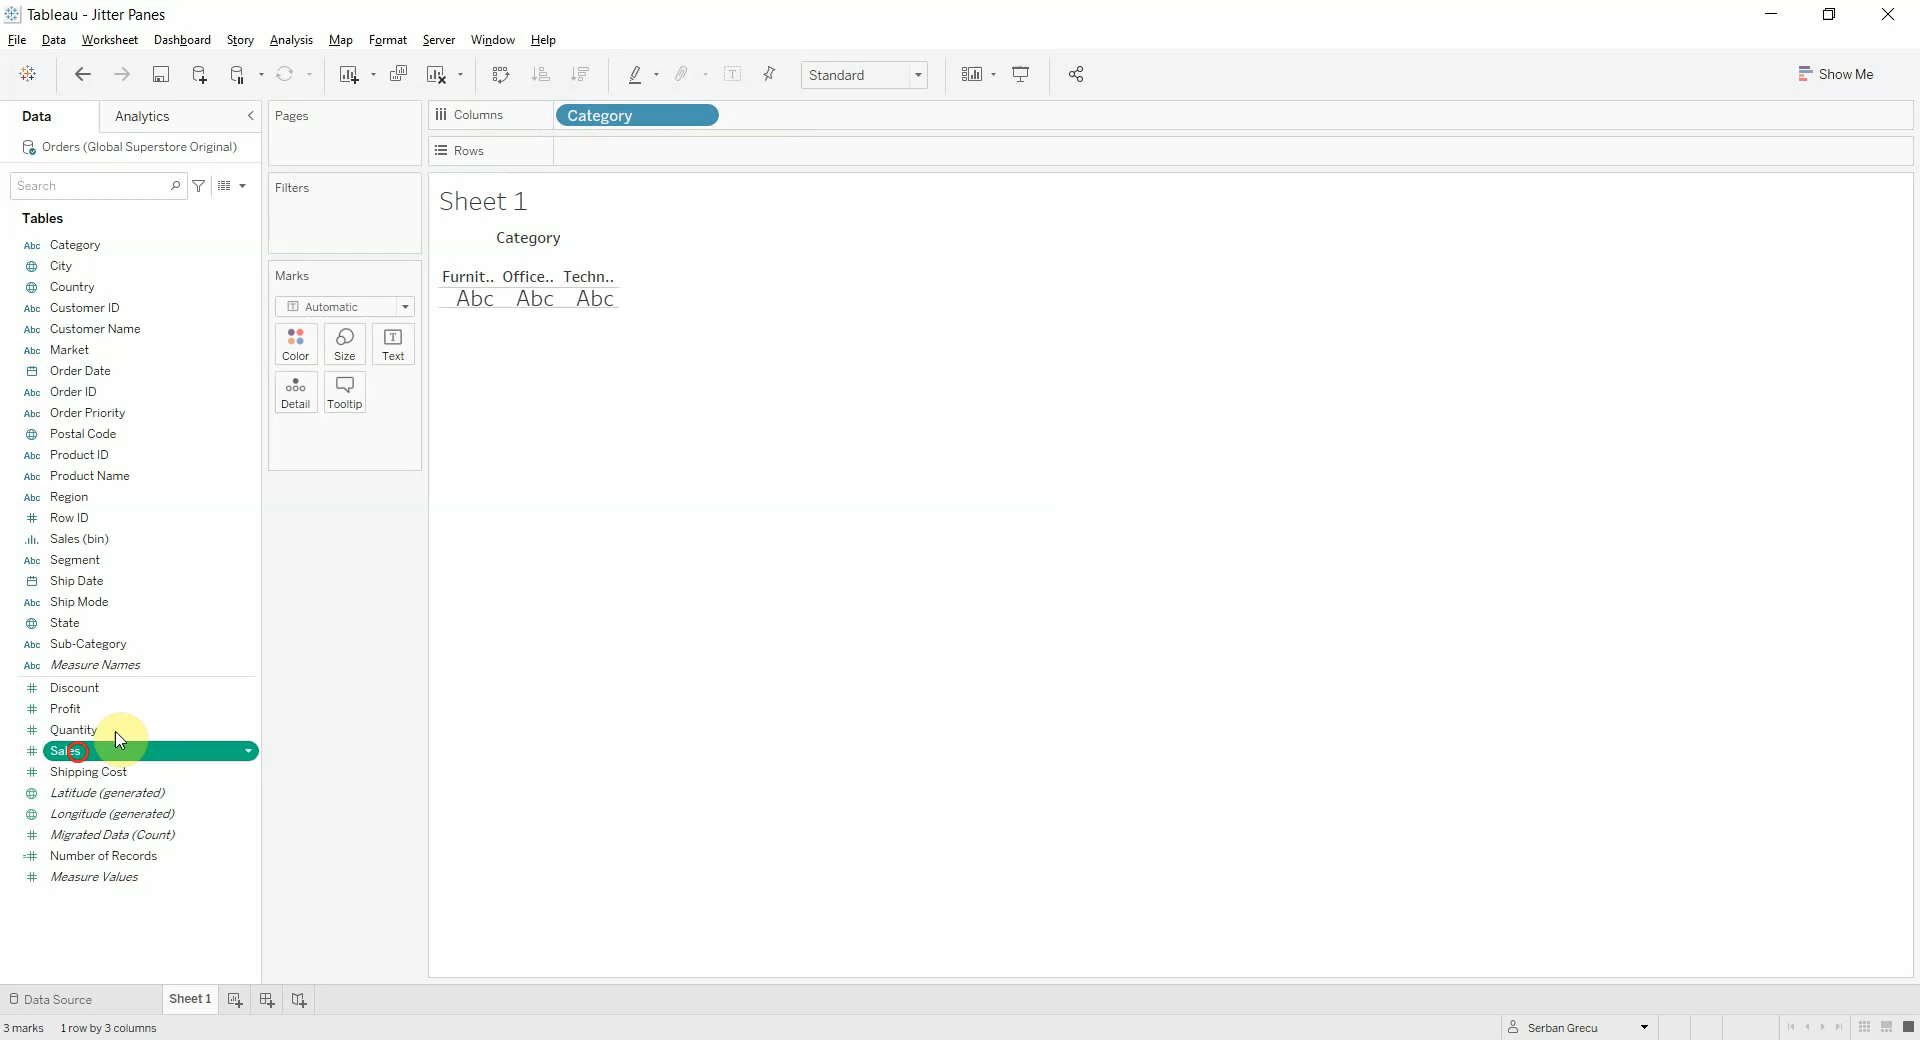 Tableau - Jitter Panes
File Data Worksheet Dashboard Story Analysis Map Format Server Window Help
Standard
Show Me
Data
Analytics
Orders (Global Superstore Original)
Search
Tables
Abc Category
City
Country
Abc Customer ID
Abc Customer Name
Abc Market
Order Date
Abc Order ID
Abc Order Priority
Postal Code
Abc Product ID
Abc Product Name
Abc Region
# Row ID
Sales (bin)
Abc Segment
Ship Date
Abc Ship Mode
State
Abc Sub-Category
Abc Measure Names
# Discount
# Profit
# Quantity
# Sales
# Shipping Cost
Latitude (generated)
Longitude (generated)
# Migrated Data (Count)
=# Number of Records
# Measure Values
Pages
Filters
Marks
Automatic
Color
Size
Text
Detail
Tooltip
Columns
Category
Rows
Sheet 1
Category
Furnit.. Office.. Techn..
Abc Abc Abc
Data Source
Sheet 1
3 marks 1 row by 3 columns
Serban Grecu